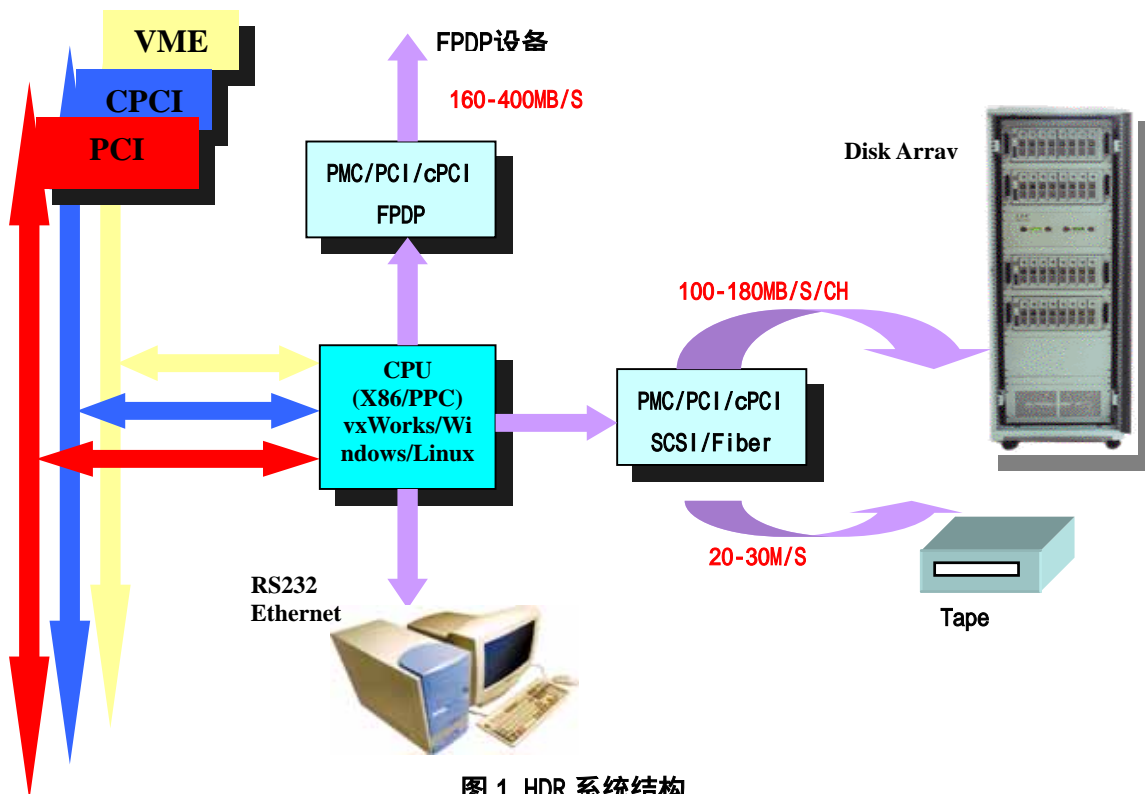 VME
CPCI
PCI
FPDP设备
160-400MB/S
PMC/PCI/cPCI
FPDP
Disk Array
100-180MB/S/CH
CPU
(X86/PPC)
vxWorks/Wi
ndows/Linux
PMC/PCI/cPCI
SCSI/Fiber
20-30M/S
RS232
Ethernet
Tape
图 1 HDR 系统结构